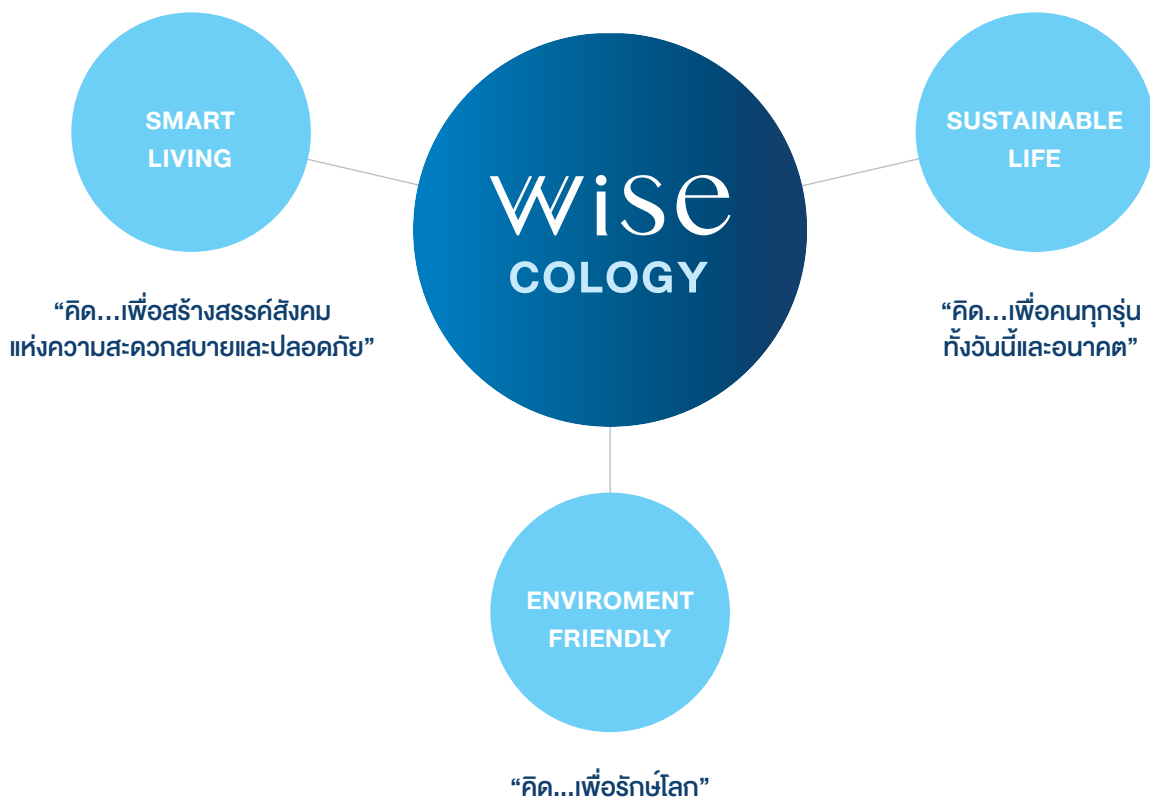 SMART
LIVING
“คิด...เพื่อสร้างสรรค์สังคม
แห่งความสะดวกสบายและปลอดภัย”
WiSe
COLOGY
SUSTAINABLE
LIFE
“คิด...เพื่อคนทุกรุ่น
ทั้งวันนี้และอนาคต”
ENVIROMENT
FRIENDLY
“คิด...เพื่อรักษ์โลก”